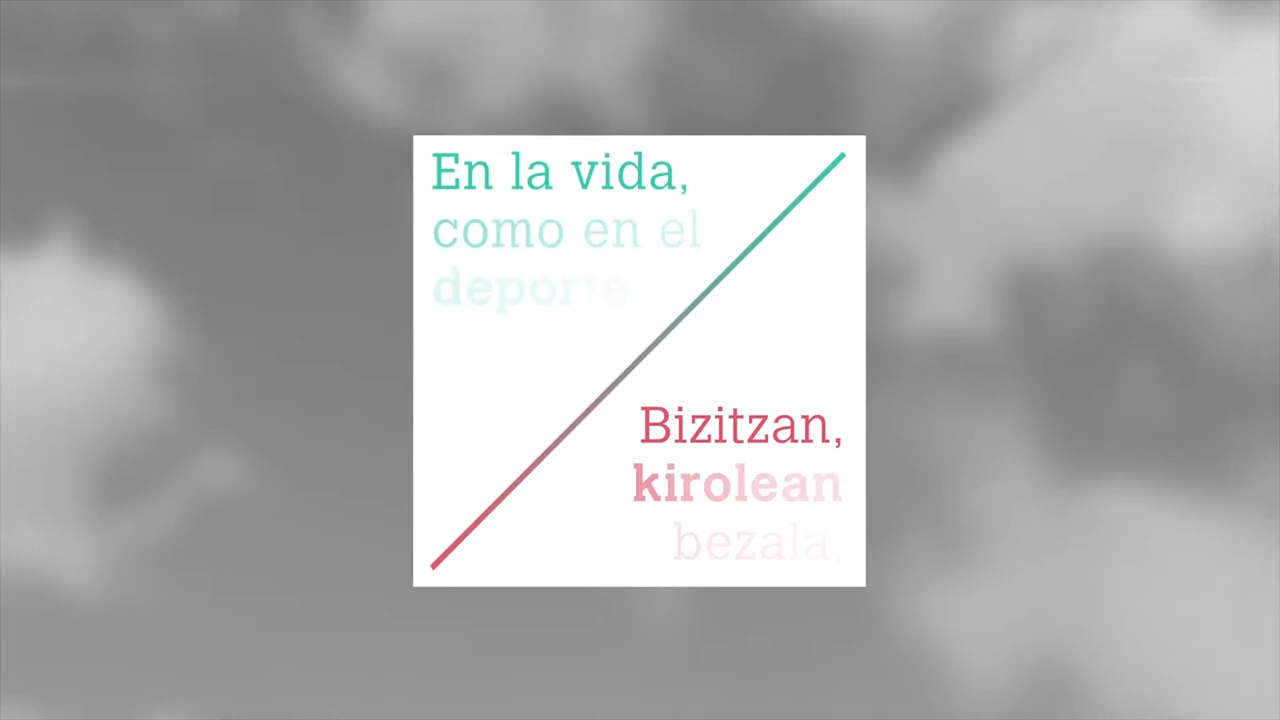 En la vida,
como en el
deporte
Bizitzan,
kirolean
bezala,